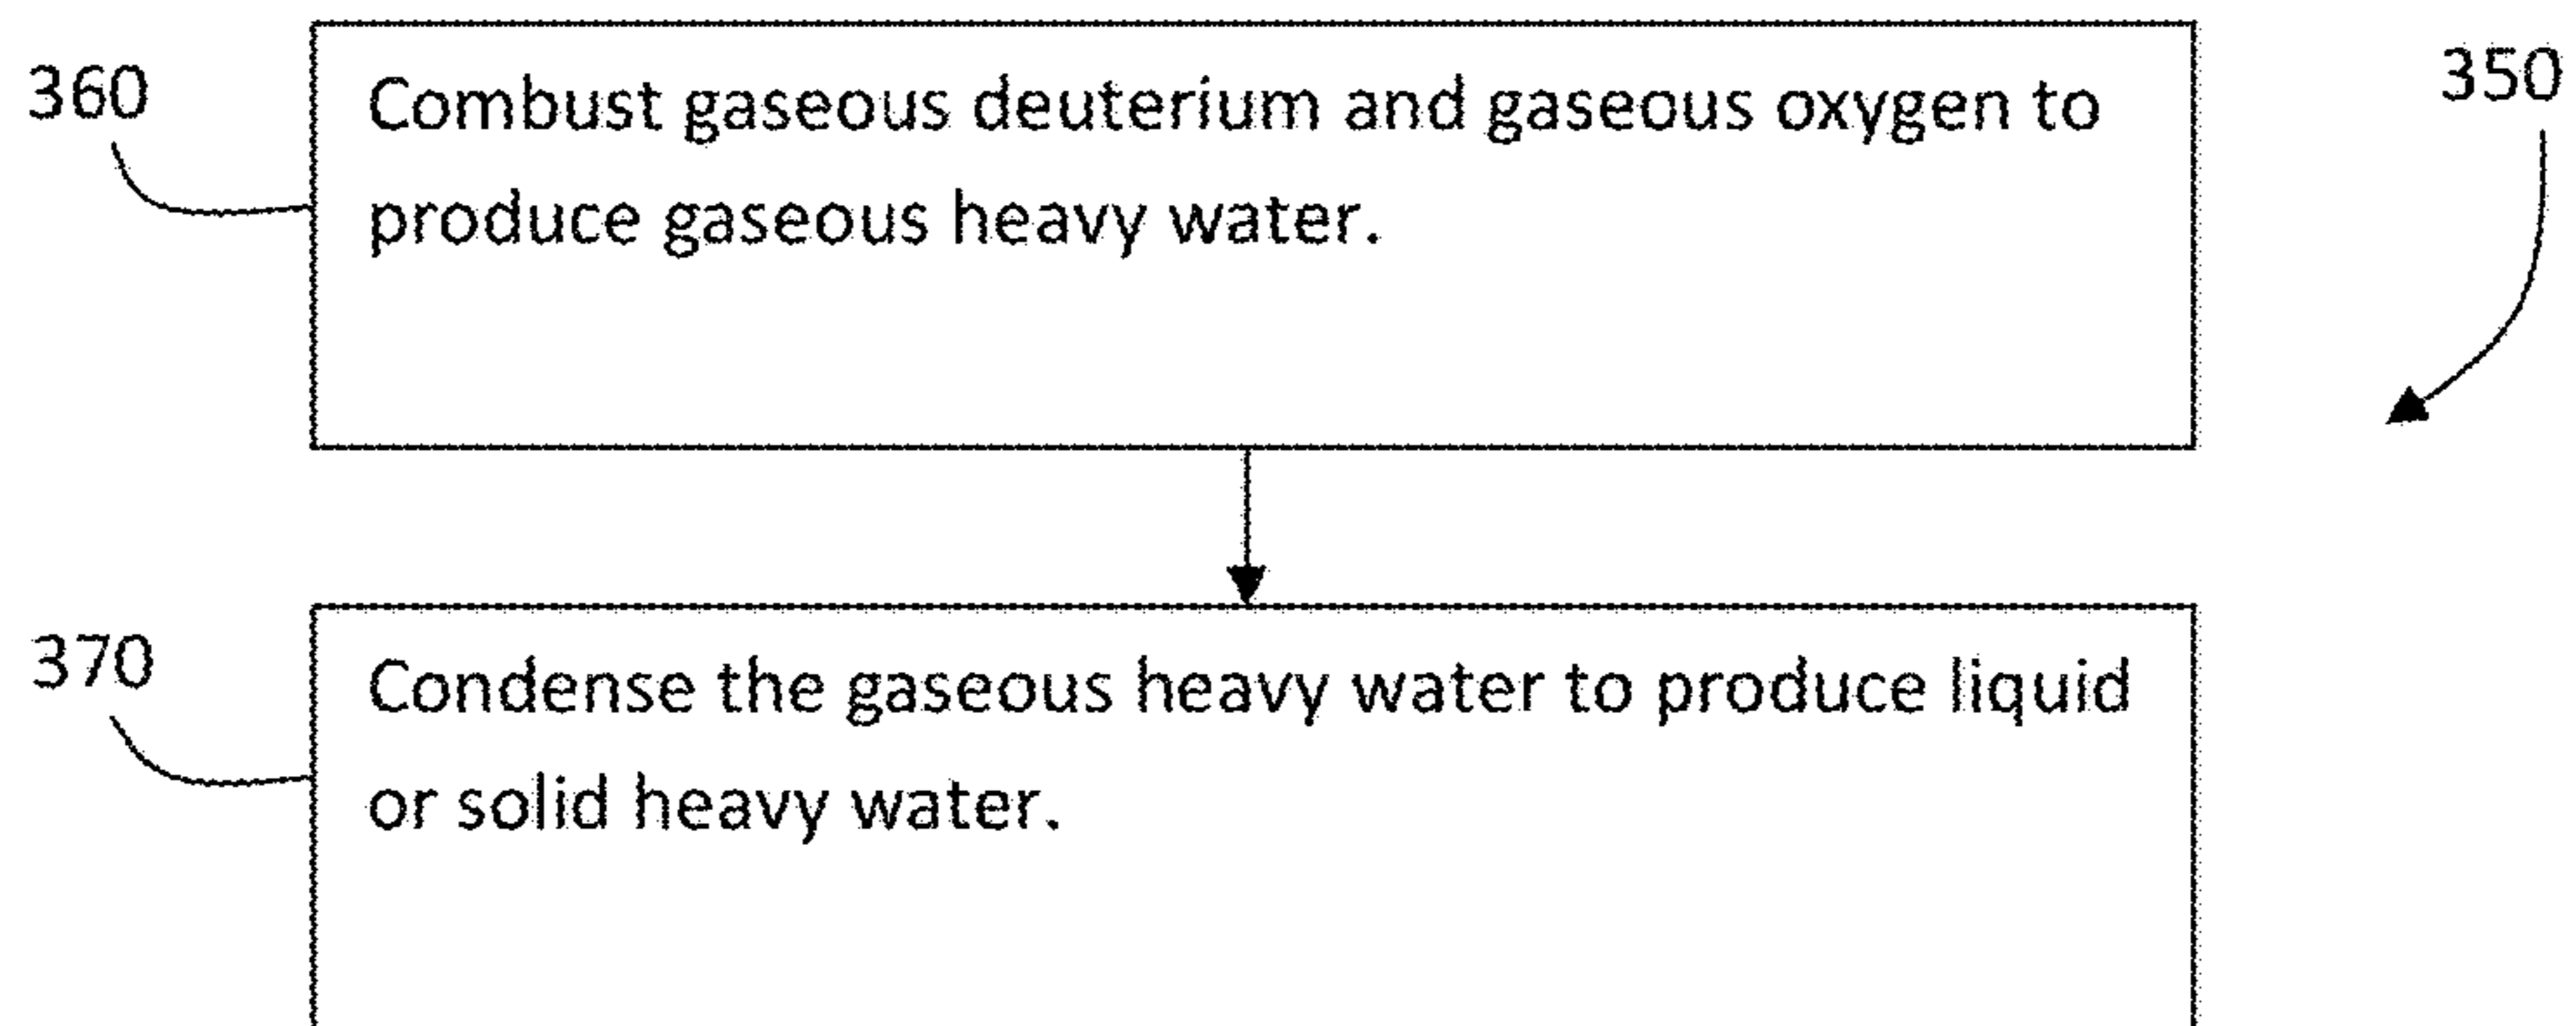 360
350
Combust gaseous deuterium and gaseous oxygen to
produce gaseous heavy water.
370
Condense the gaseous heavy water to produce liquid
or solid heavy water.